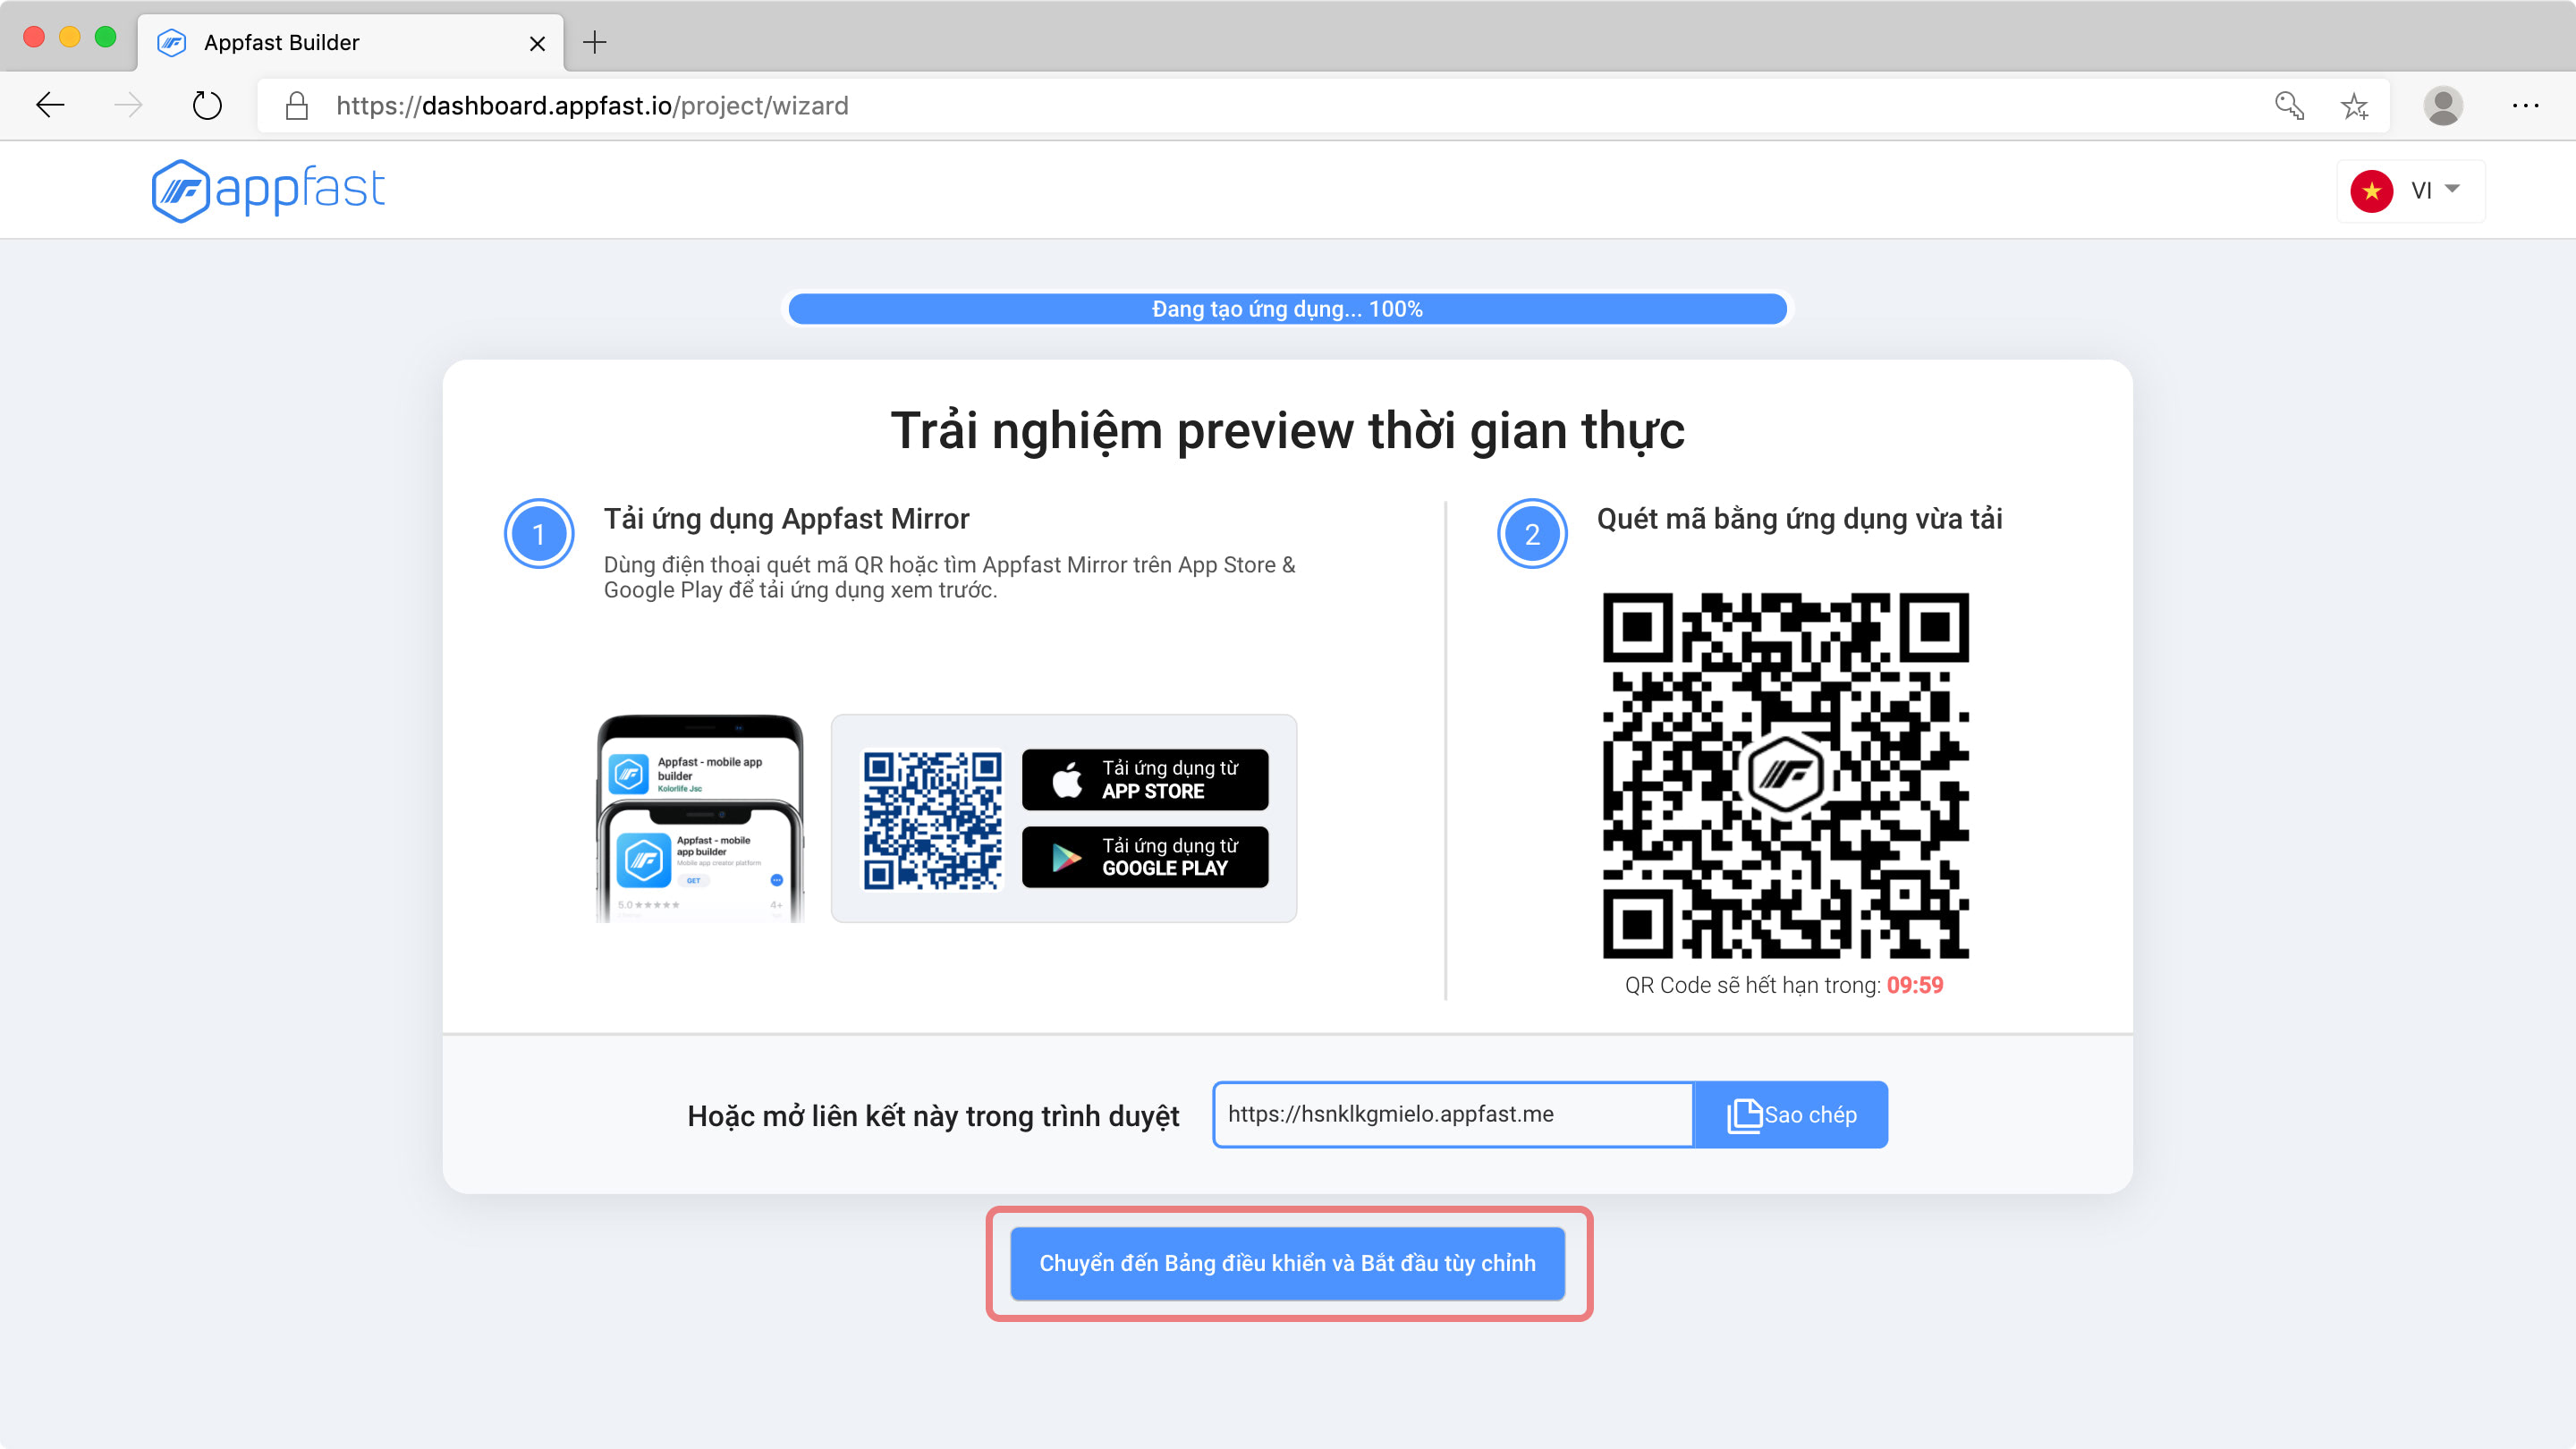 Appfast Builder
https://dashboard.appfast.io/project/wizard
appfast
VI
Đang tạo ứng dụng... 100%
Trải nghiệm preview thời gian thực
1
Tải ứng dụng Appfast Mirror
Dùng điện thoại quét mã QR hoặc tìm Appfast Mirror trên App Store &
Google Play để tải ứng dụng xem trước.
Appfast - mobile app
builder
Kolorlife Jsc
Appfast - mobile
app builder
Mobile app creator platform
GET
5.0 ★★★★★
4+
Tải ứng dụng từ
APP STORE
Tải ứng dụng từ
GOOGLE PLAY
2
Quét mã bằng ứng dụng vừa tải
QR Code sẽ hết hạn trong: 09:59
Hoặc mở liên kết này trong trình duyệt
https://hsnklkgmielo.appfast.me
Sao chép
Chuyển đến Bảng điều khiển và Bắt đầu tùy chỉnh